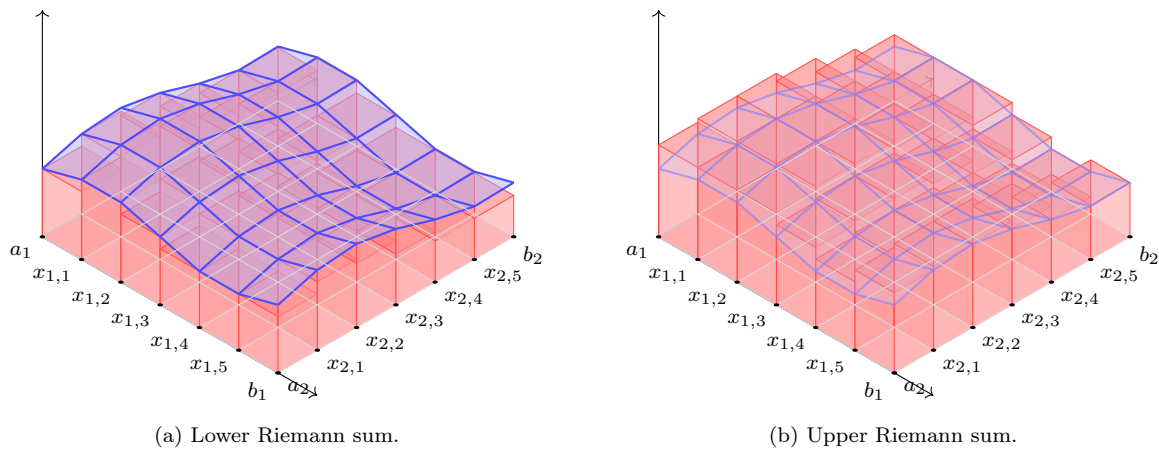 a₁
x₁,₁
x₁,₂
x₁,₃
x₁,₄
x₁,₅
b₁
a₂
x₂,₁
x₂,₂
x₂,₃
x₂,₄
x₂,₅
b₂
(a) Lower Riemann sum.
a₁
x₁,₁
x₁,₂
x₁,₃
x₁,₄
x₁,₅
b₁
a₂
x₂,₁
x₂,₂
x₂,₃
x₂,₄
x₂,₅
b₂
(b) Upper Riemann sum.